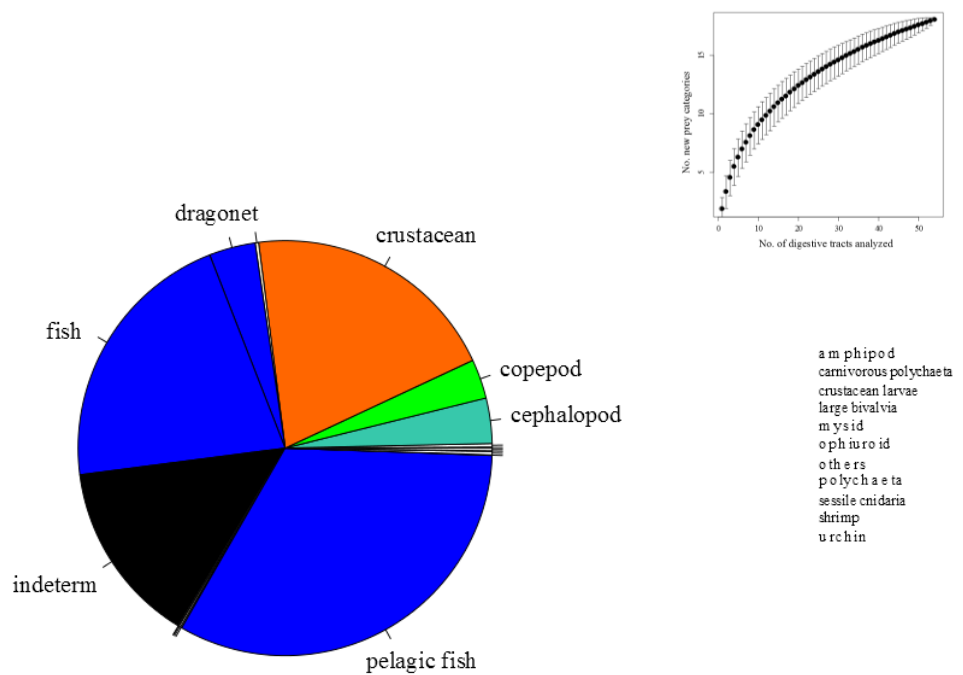 No. new prey categories
15
10
5
0
10
20
30
40
50
No. of digestive tracts analyzed
dragonet
crustacean
fish
copepod
cephalopod
indeterm
pelagic fish
amphipod
carnivorous polychaeta
crustacean larvae
large bivalvia
mysid
ophiuroid
others
polychaeta
sessile cnidaria
shrimp
urchin